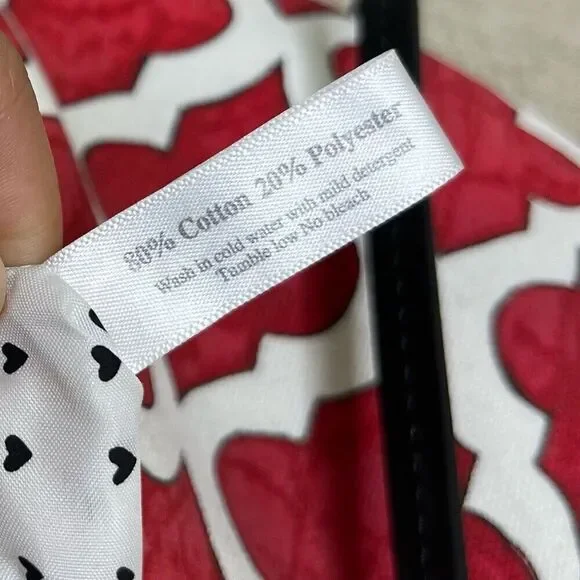 80% Cotton 20% Polyester
Wash in cold water with mild detergent
Tumble low No bleach